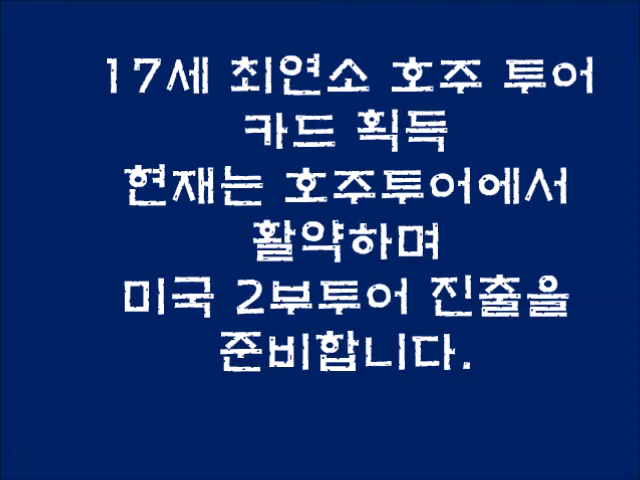 17세 최연소 호주 투어
카드 획득
현재는 호주투어에서
활약하며
미국 2부투어 진출을
준비합니다.